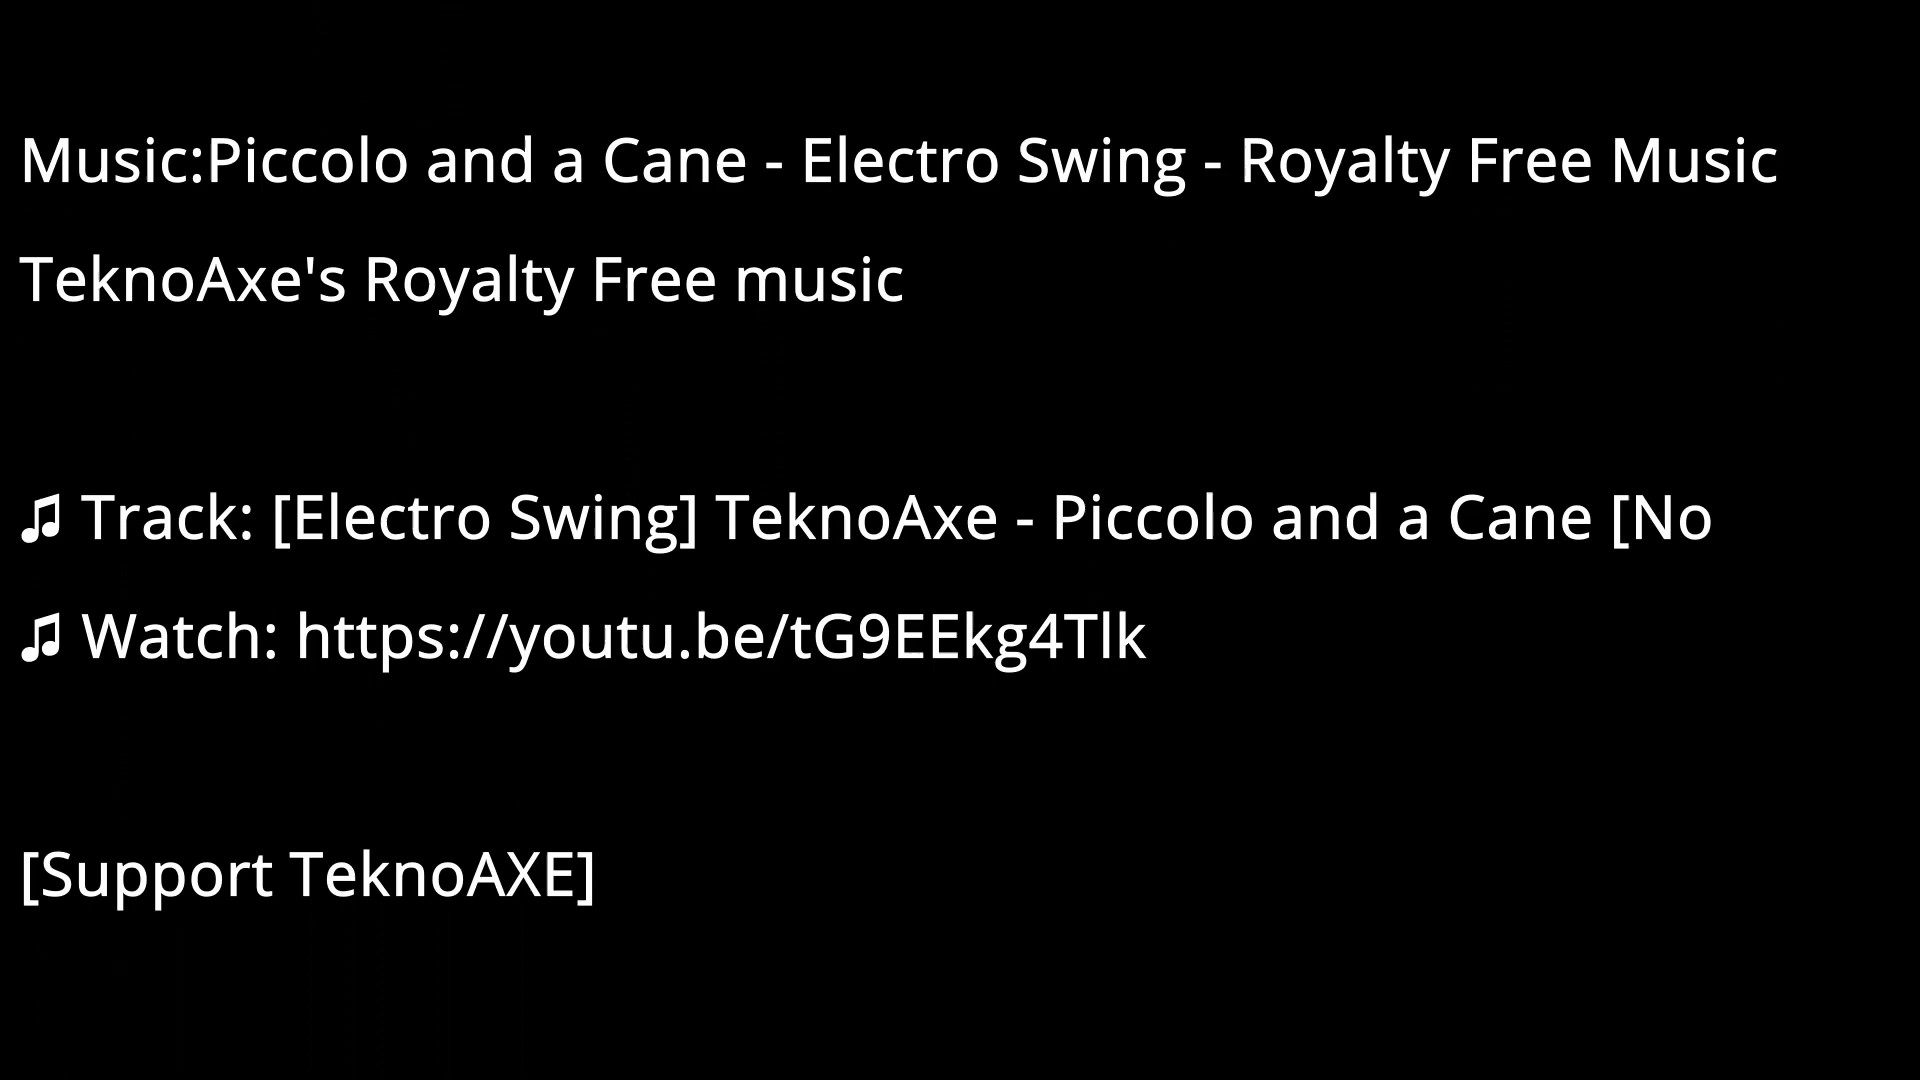 Music:Piccolo and a Cane - Electro Swing - Royalty Free Music
TeknoAxe's Royalty Free music
♫ Track: [Electro Swing] TeknoAxe - Piccolo and a Cane [No
♫ Watch: https://youtu.be/tG9EEkg4Tlk
[Support TeknoAXE]